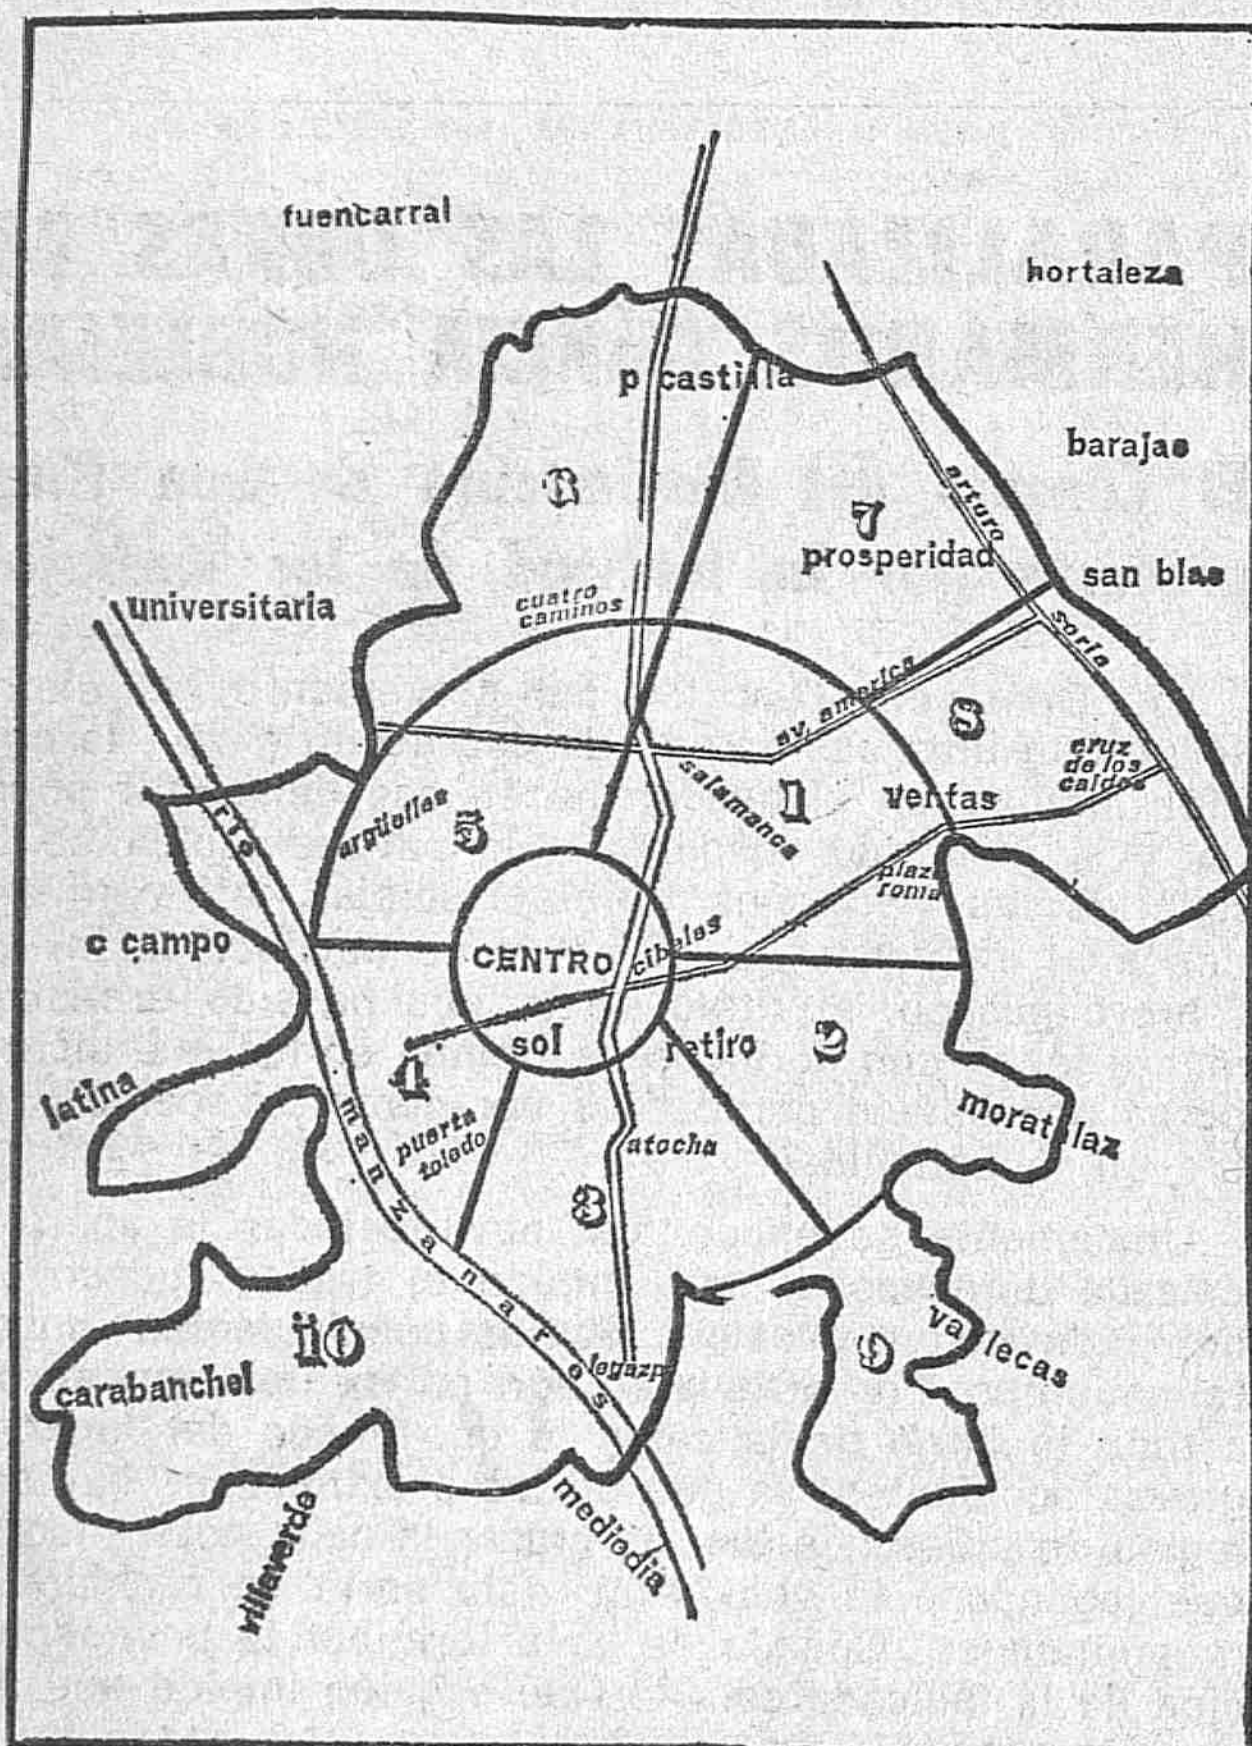 fuencarral
hortaleza
p castilla
barajas
6
arturo
7
prosperidad
san blas
universitaria
cuatro
caminos
soria
av. america
8
cruz
de los
caidos
salamanca
1
ventas
rio
argüelles
5
plaza
roma
c campo
CENTRO
cibeles
sol
retiro
2
4
latina
manzanares
puerta
toledo
atocha
moratalaz
3
10
vallecas
9
carabanchel
legazpi
mediodia
villaverde